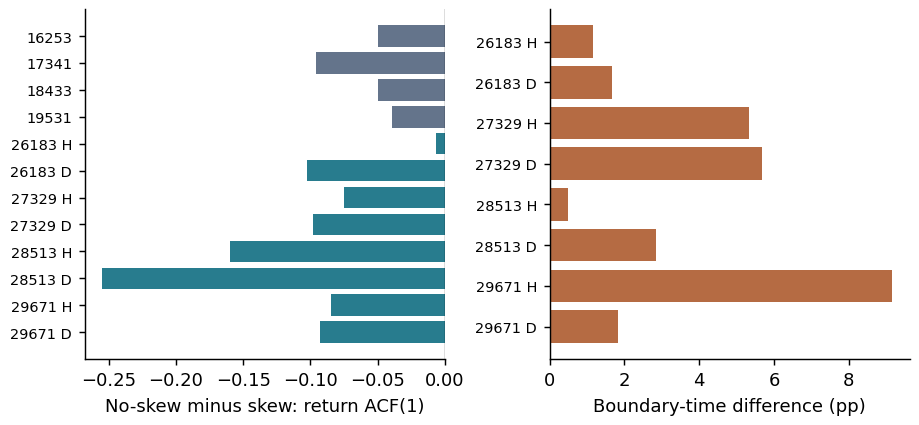 16253
17341
18433
19531
26183 H
26183 D
27329 H
27329 D
28513 H
28513 D
29671 H
29671 D
−0.25 −0.20 −0.15 −0.10 −0.05 0.00
No-skew minus skew: return ACF(1)
26183 H
26183 D
27329 H
27329 D
28513 H
28513 D
29671 H
29671 D
0 2 4 6 8
Boundary-time difference (pp)